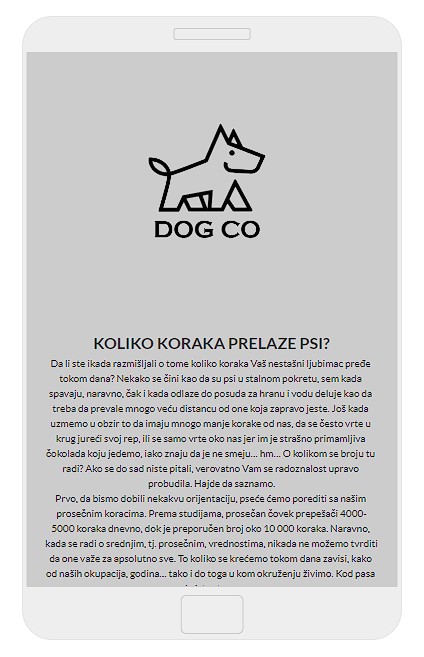 DOG CO
KOLIKO KORAKA PRELAZE PSI?
Da li ste ikada razmišljali o tome koliko koraka Vaš nestašni ljubimac pređe
tokom dana? Nekako se čini kao da su psi u stalnom pokretu, sem kada
spavaju, naravno, čak i kada odlaze do posuda za hranu i vodu deluje kao da
treba da prevale mnogo veću distancu od one koja zapravo jeste. Još kada
uzmemo u obzir to da imaju mnogo manje korake od nas, da se često vrte u
krug jureći svoj rep, ili se samo vrte oko nas jer im je strašno primamljiva
čokolada koju jedemo, iako znaju da je ne smeju... hm... O kolikom se broju tu
radi? Ako se do sad niste pitali, verovatno Vam se radoznalost upravo
probudila. Hajde da saznamo.
Prvo, da bismo dobili nekakvu orijentaciju, pseće ćemo porediti sa našim
prosečnim koracima. Prema studijama, prosečan čovek prepešači 4000-
5000 koraka dnevno, dok je preporučen broj oko 10 000 koraka. Naravno,
kada se radi o srednjim, tj. prosečnim, vrednostima, nikada ne možemo tvrditi
da one važe za apsolutno sve. To koliko se krećemo tokom dana zavisi, kako
od naših okupacija, godina... tako i do toga u kom okruženju živimo. Kod pasa